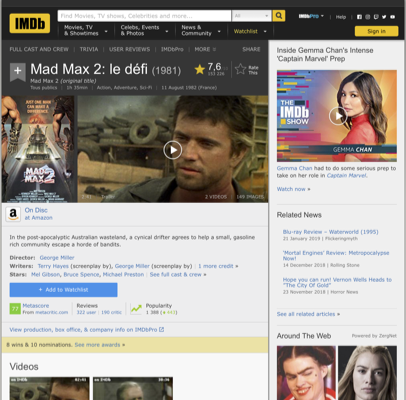 IMDb
Find Movies, TV shows, Celebrities and more...
All
IMDbPro
Help
Movies, TV & Showtimes
Celebs, Events & Photos
News & Community
Watchlist
Sign in
FULL CAST AND CREW | TRIVIA | USER REVIEWS | IMDbPro | MORE
SHARE
Mad Max 2: le défi (1981)
Mad Max 2 (original title)
Tous publics | 1h 35min | Action, Adventure, Sci-Fi | 11 August 1982 (France)
7,6
Rate This
MAD MAX 2
3 VIDEOS
149 IMAGES
On Disc
at Amazon
In the post-apocalyptic Australian wasteland, a cynical drifter agrees to help a small, gasoline
rich community escape a horde of bandits.
Director: George Miller
Writers: Terry Hayes (screenplay by), George Miller (screenplay by) | 1 more credit »
Stars: Mel Gibson, Bruce Spence, Michael Preston | See full cast & crew »
+ Add to Watchlist
77
Metascore
From metacritic.com
Reviews
322 user | 190 critic
Popularity
View production, box office, & company info on IMDbPro
8 wins & 10 nominations. See more awards »
Videos
Inside Gemma Chan's Intense
'Captain Marvel' Prep
THE IMDb SHOW
GEMMA CHAN
Gemma Chan had to do some serious prep to
take on her role in Captain Marvel.
Watch now »
Related News
Blu-ray Review – Waterworld (1995)
21 January 2019 | Flickeringmyth
'Mortal Engines' Review: Metropocalypse
Now!
14 December 2018 | Rolling Stone
Hope you can run! Vernon Wells Heads to
"The City Of Gold"
23 November 2018 | Horror News
See all related articles »
Around The Web
Powered by ZergNet